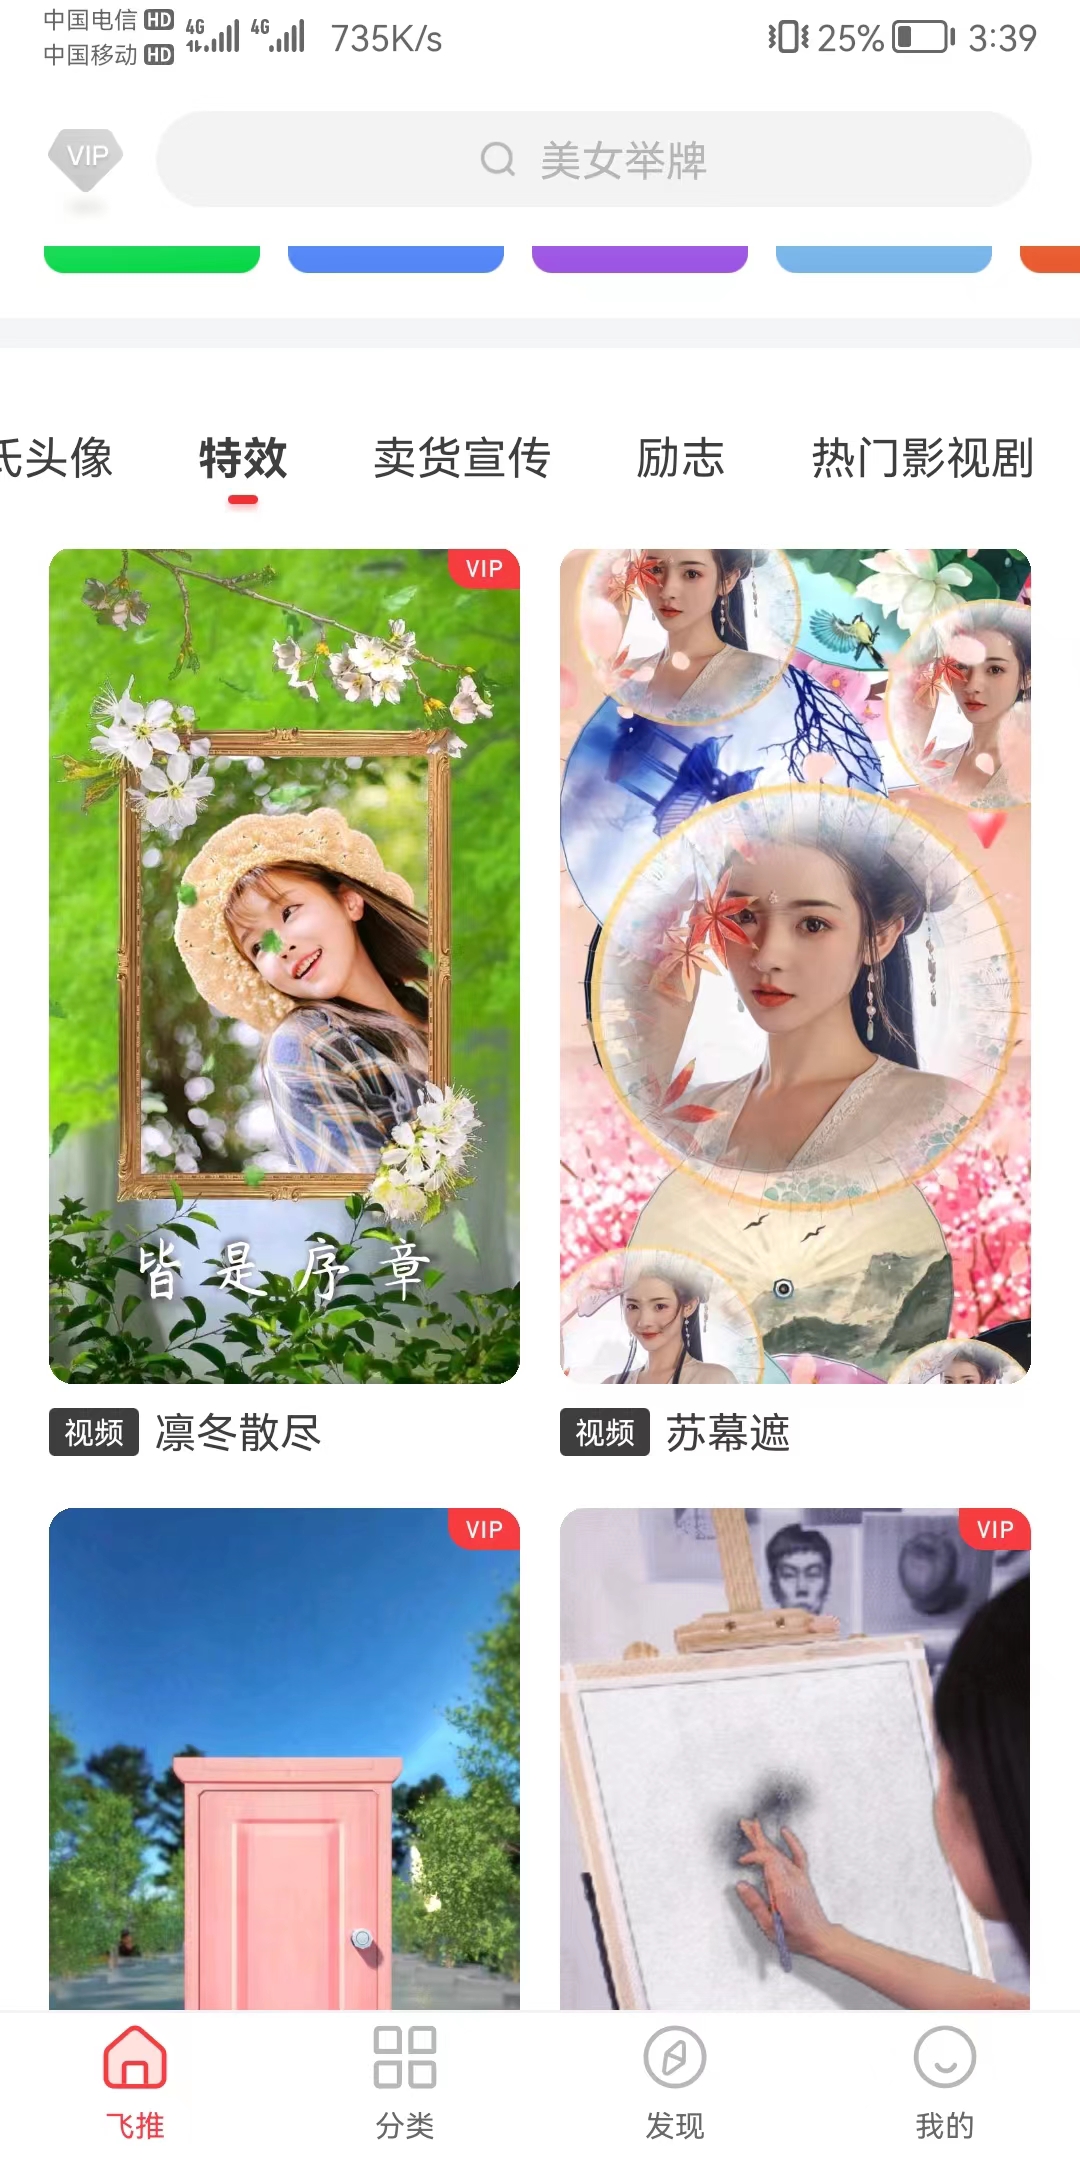 中国电信 HD 4G 4G 735K/s 25% 3:39
中国移动 HD
VIP 美女举牌
氏头像 特效 卖货宣传 励志 热门影视剧
VIP
皆是序章
视频 凛冬散尽
视频 苏幕遮
VIP
VIP
飞推 分类 发现 我的